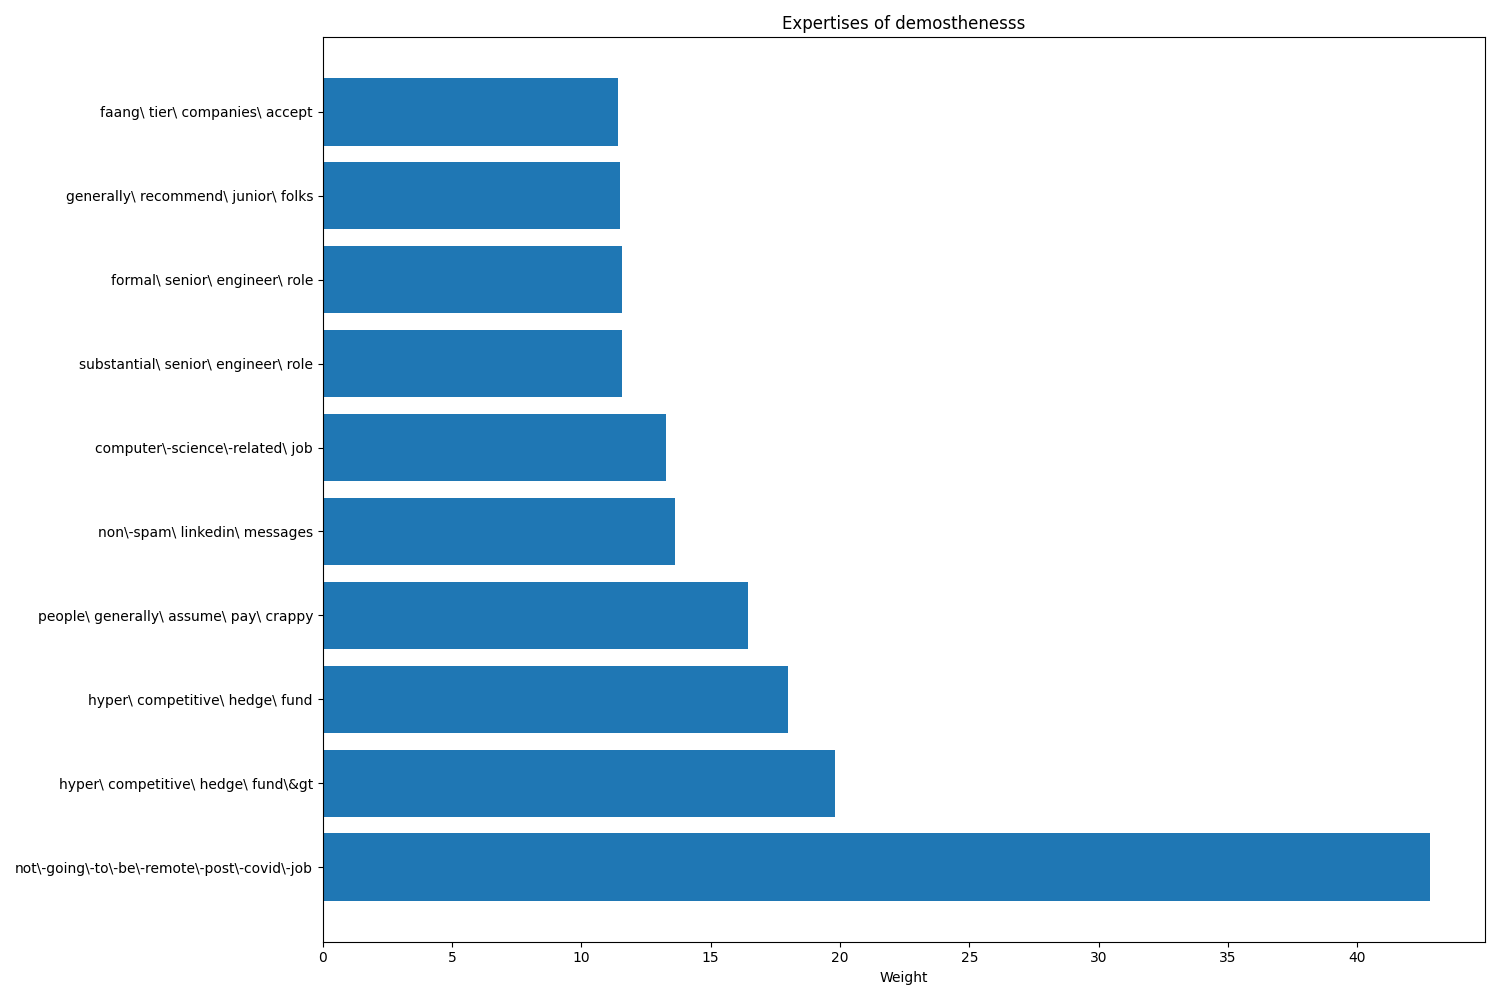 Expertises of demosthenesss
faang\ tier\ companies\ accept
generally\ recommend\ junior\ folks
formal\ senior\ engineer\ role
substantial\ senior\ engineer\ role
computer\-science\-related\ job
non\-spam\ linkedin\ messages
people\ generally\ assume\ pay\ crappy
hyper\ competitive\ hedge\ fund
hyper\ competitive\ hedge\ fund\&gt
not\-going\-to\-be\-remote\-post\-covid\-job
0 5 10 15 20 25 30 35 40
Weight